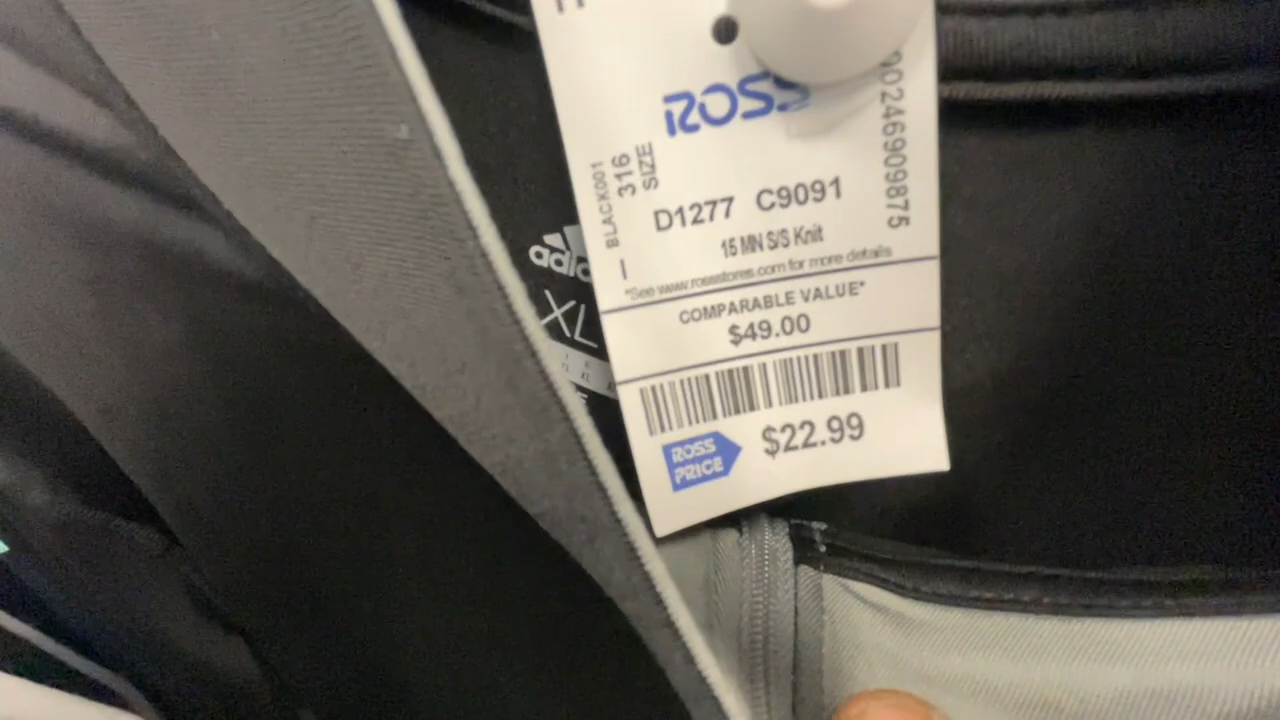 ROSS
400246909875
BLACK001
316
SIZE
D1277 C9091
15 MN S/S Knit
*See www.rossstores.com for more details
COMPARABLE VALUE*
$49.00
ROSS
PRICE
$22.99
XL